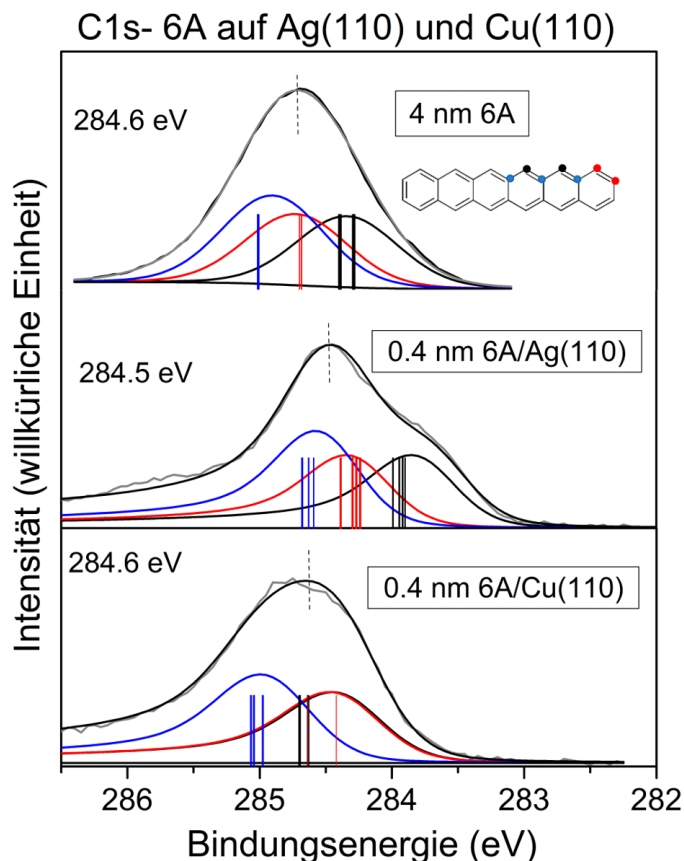 C1s- 6A auf Ag(110) und Cu(110)
284.6 eV
4 nm 6A
284.5 eV
0.4 nm 6A/Ag(110)
284.6 eV
0.4 nm 6A/Cu(110)
Intensität (willkürliche Einheit)
286 285 284 283 282
Bindungsenergie (eV)